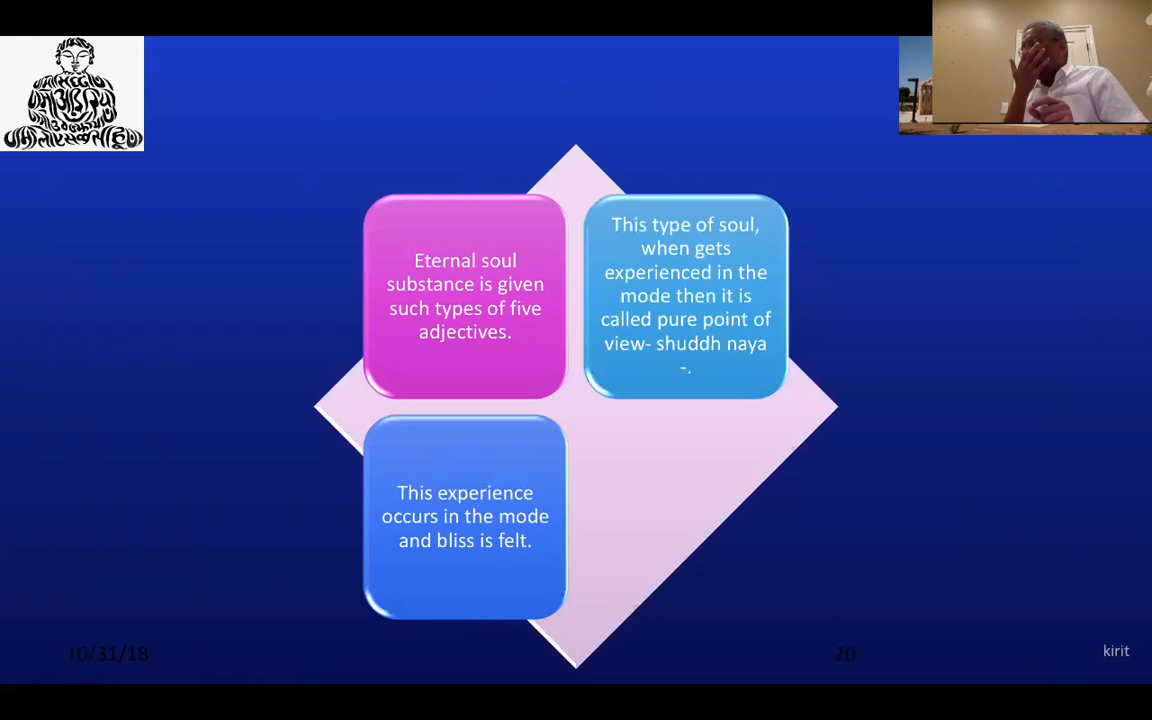 Eternal soul
substance is given
such types of five
adjectives.
This type of soul,
when gets
experienced in the
mode then it is
called pure point of
view- shuddh naya
-.
This experience
occurs in the mode
and bliss is felt.
10/31/18
20
kirit